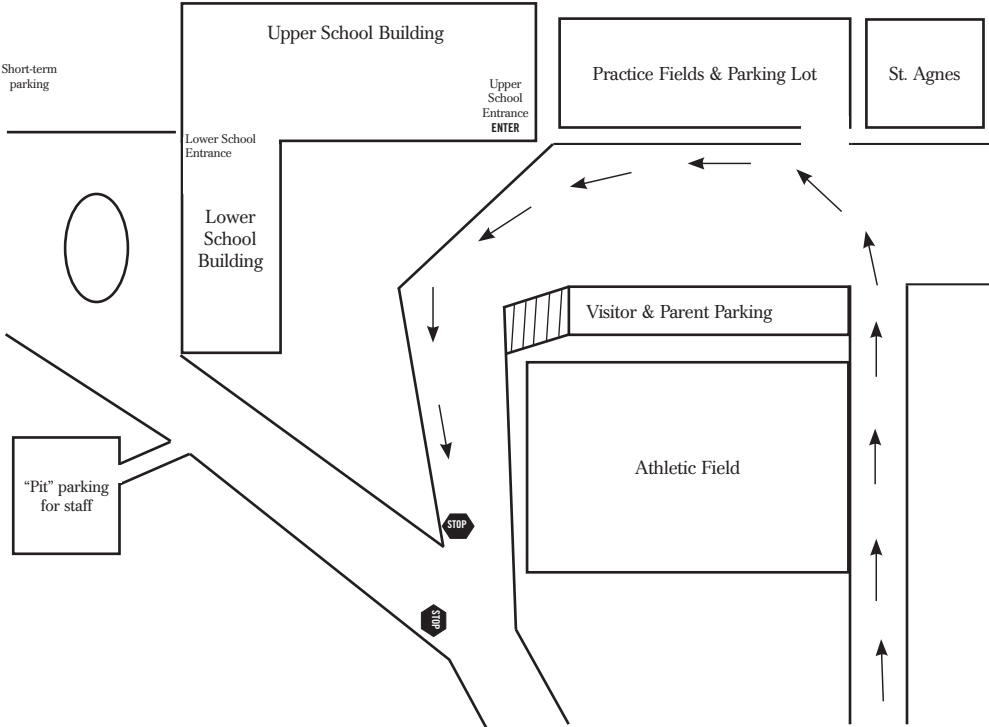 Upper School Building
Short-term
parking
Practice Fields & Parking Lot
St. Agnes
Upper
School
Entrance
ENTER
Lower School
Entrance
Lower
School
Building
Visitor & Parent Parking
Athletic Field
“Pit” parking
for staff
STOP
STOP